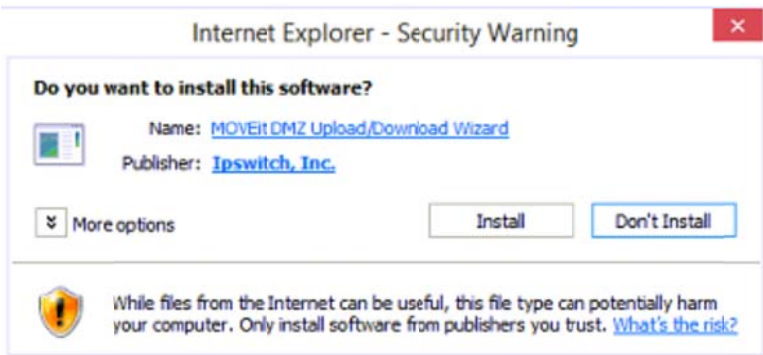 Internet Explorer - Security Warning
Do you want to install this software?
Name: MOVEit DMZ Upload/Download Wizard
Publisher: Ipswitch, Inc.
More options
Install
Don't Install
While files from the Internet can be useful, this file type can potentially harm
your computer. Only install software from publishers you trust. What's the risk?